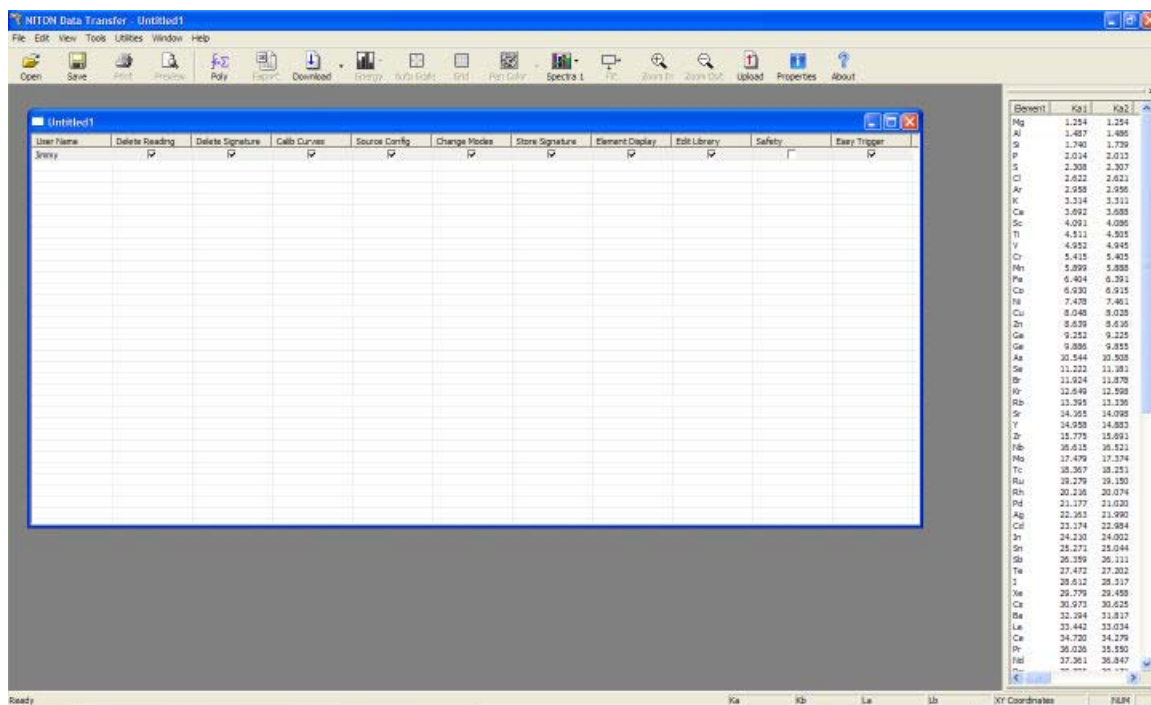 NITON Data Transfer - Untitled1
File Edit View Tools Utilities Window Help
Open Save Print Preview Poly Export Download Energy Auto Scale Grid Pen Color Spectra 1 Fit Zoom In Zoom Out Upload Properties About
Untitled1
User Name Delete Reading Delete Signature Calib Curves Source Config Change Modes Store Signature Element Display Edit Library Safety Easy Trigger
Jimmy
Element Ka1 Ka2
Mg 1.254 1.254
Al 1.487 1.486
Si 1.740 1.739
P 2.014 2.013
S 2.308 2.307
Cl 2.622 2.621
Ar 2.958 2.956
K 3.314 3.311
Ca 3.692 3.688
Sc 4.091 4.086
Ti 4.511 4.505
V 4.952 4.945
Cr 5.415 5.405
Mn 5.899 5.888
Fe 6.404 6.391
Co 6.930 6.915
Ni 7.478 7.461
Cu 8.048 8.028
Zn 8.639 8.616
Ga 9.252 9.225
Ge 9.886 9.855
As 10.544 10.508
Se 11.222 11.181
Br 11.924 11.878
Kr 12.649 12.598
Rb 13.395 13.336
Sr 14.165 14.098
Y 14.958 14.883
Zr 15.775 15.691
Nb 16.615 16.521
Mo 17.479 17.374
Tc 18.367 18.251
Ru 19.279 19.150
Rh 20.216 20.074
Pd 21.177 21.020
Ag 22.163 21.990
Cd 23.174 22.984
In 24.210 24.002
Sn 25.271 25.044
Sb 26.359 26.111
Te 27.472 27.202
I 28.612 28.317
Xe 29.779 29.458
Cs 30.973 30.625
Ba 32.194 31.817
La 33.442 33.034
Ce 34.720 34.279
Pr 36.026 35.550
Nd 37.361 36.847
Ready Ka Kb La Lb XY Coordinates NUM